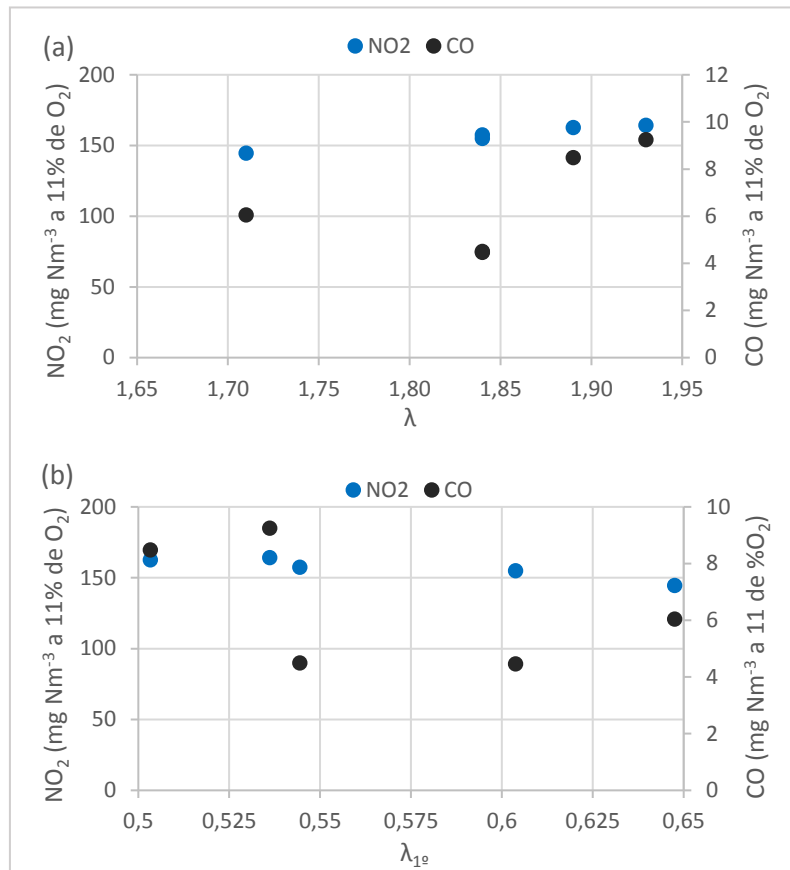 (a)
NO2 CO
200
150
100
50
0
12
10
8
6
4
2
0
1,65 1,70 1,75 1,80 1,85 1,90 1,95
NO₂ (mg Nm⁻³ a 11% de O₂)
CO (mg Nm⁻³ a 11% de O₂)
λ
(b)
NO2 CO
200
150
100
50
0
10
8
6
4
2
0
0,5 0,525 0,55 0,6 0,625 0,65
NO₂ (mg Nm⁻³ a 11% de O₂)
CO (mg Nm⁻³ a 11 de %O₂)
λ₁º